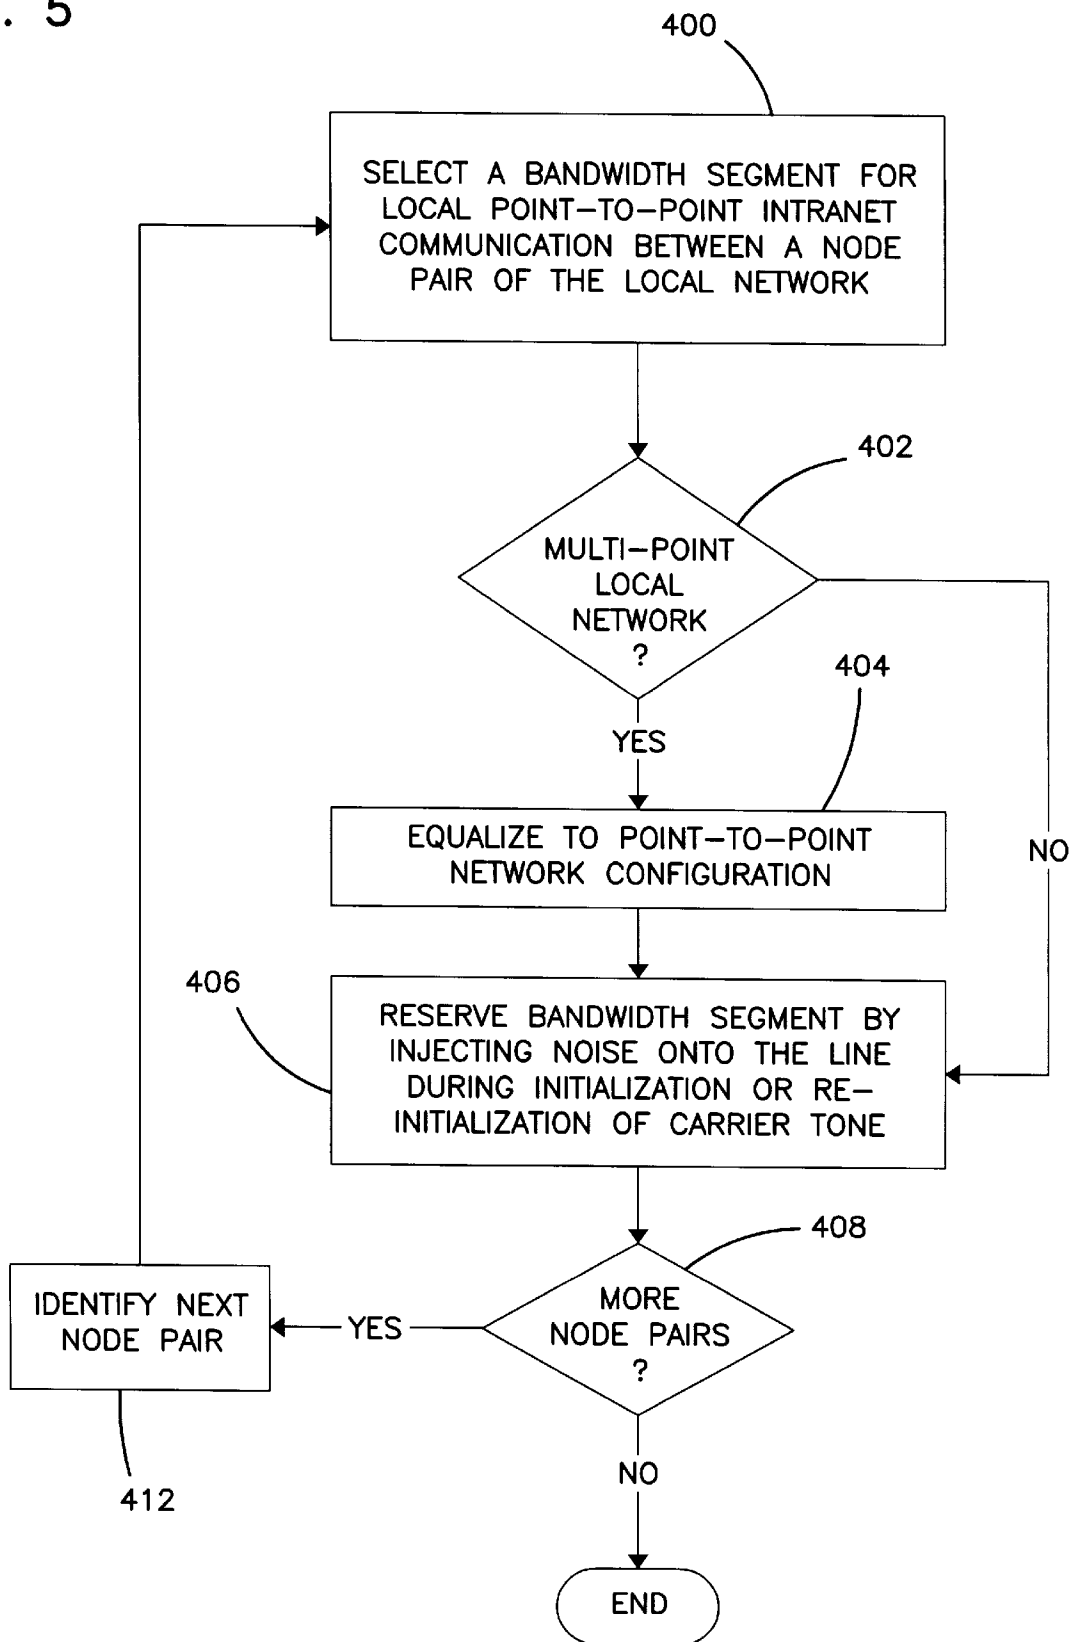 . 5
400
SELECT A BANDWIDTH SEGMENT FOR
LOCAL POINT-TO-POINT INTRANET
COMMUNICATION BETWEEN A NODE
PAIR OF THE LOCAL NETWORK
402
MULTI-POINT
LOCAL
NETWORK
?
404
YES
EQUALIZE TO POINT-TO-POINT
NETWORK CONFIGURATION
NO
406
RESERVE BANDWIDTH SEGMENT BY
INJECTING NOISE ONTO THE LINE
DURING INITIALIZATION OR RE-
INITIALIZATION OF CARRIER TONE
408
MORE
NODE PAIRS
?
YES
IDENTIFY NEXT
NODE PAIR
412
NO
END